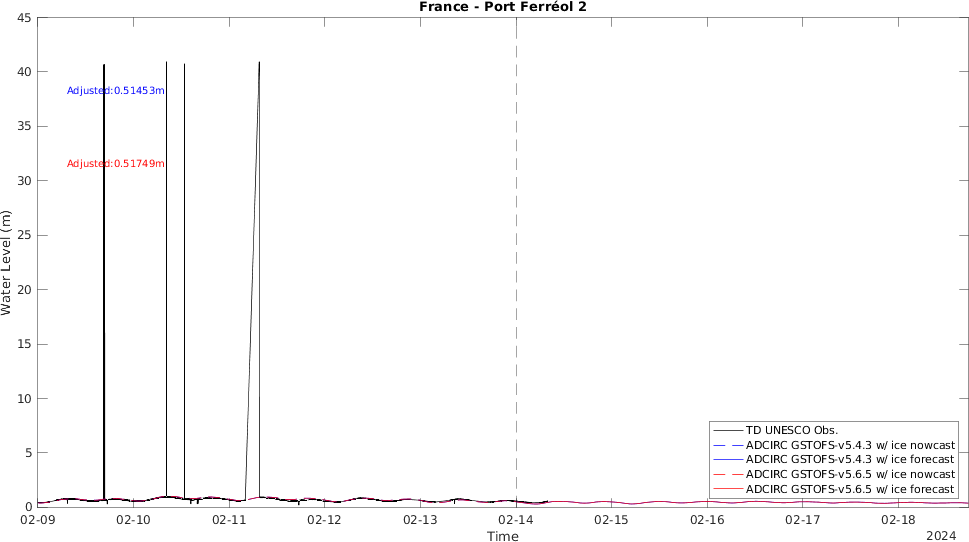 France - Port Ferréol 2
45
40
35
30
25
20
15
10
5
0
Water Level (m)
Adjusted:0.51453m
Adjusted:0.51749m
TD UNESCO Obs.
ADCIRC GSTOFS-v5.4.3 w/ ice nowcast
ADCIRC GSTOFS-v5.4.3 w/ ice forecast
ADCIRC GSTOFS-v5.6.5 w/ ice nowcast
ADCIRC GSTOFS-v5.6.5 w/ ice forecast
02-09 02-10 02-11 02-12 02-13 02-14 02-15 02-16 02-17 02-18
Time
2024